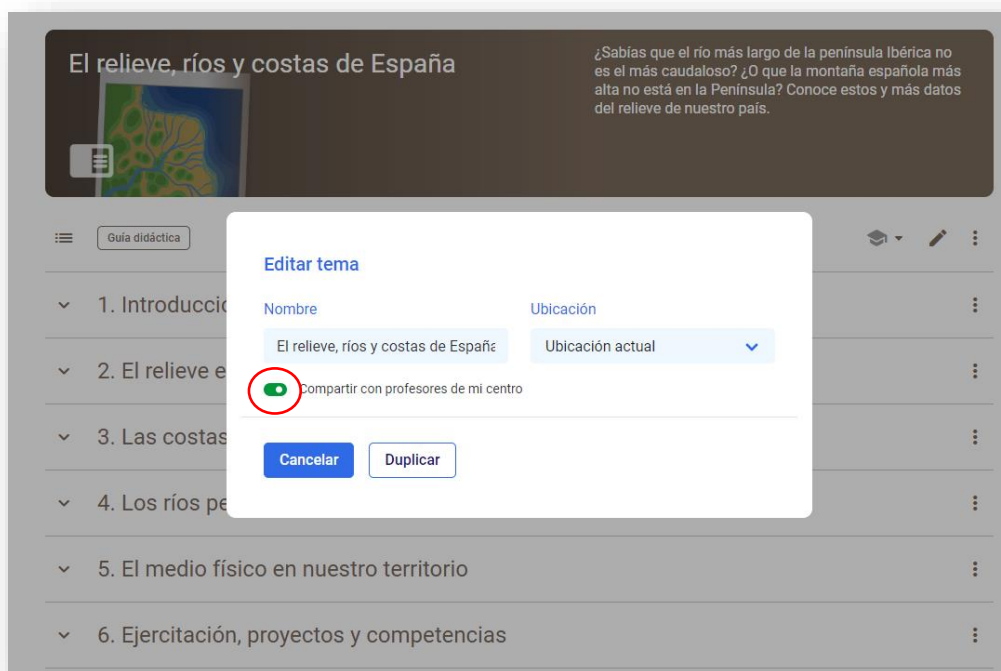 El relieve, ríos y costas de España
¿Sabías que el río más largo de la península Ibérica no
es el más caudaloso? ¿O que la montaña española más
alta no está en la Península? Conoce estos y más datos
del relieve de nuestro país.
Guía didáctica
Editar tema
Nombre
Ubicación
El relieve, ríos y costas de España
Ubicación actual
Compartir con profesores de mi centro
Cancelar
Duplicar
1. Introducció
2. El relieve e
3. Las costas
4. Los ríos pe
5. El medio físico en nuestro territorio
6. Ejercitación, proyectos y competencias